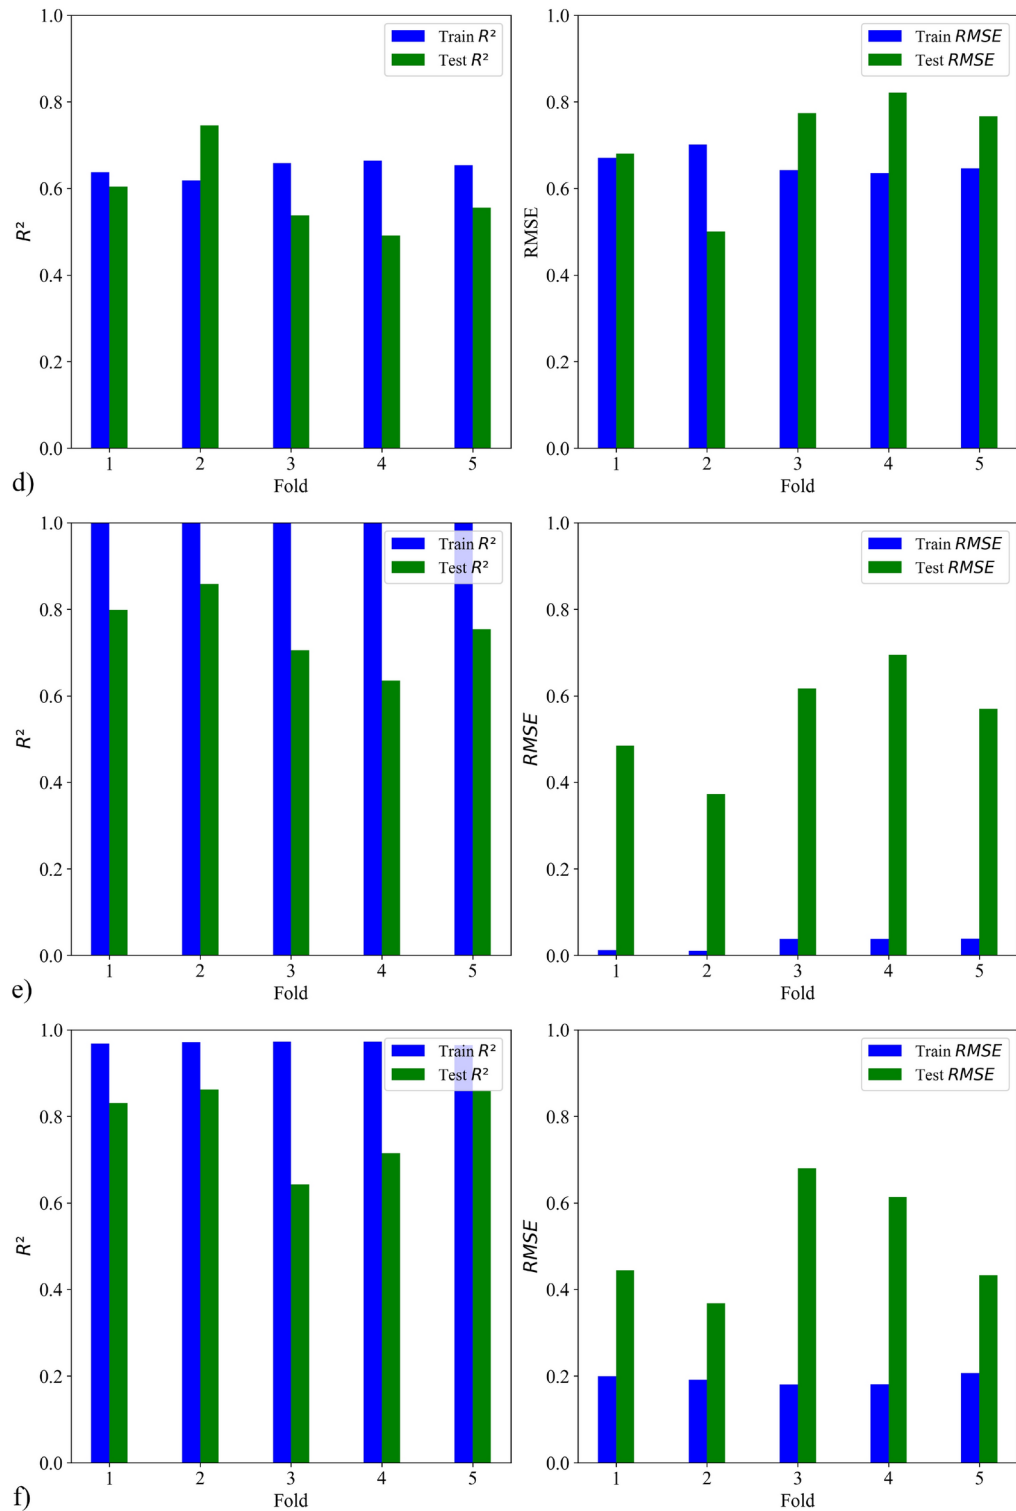 1.0
0.8
0.6
0.4
0.2
0.0
R²
Train R²
Test R²
1 2 3 4 5
Fold
1.0
0.8
0.6
0.4
0.2
0.0
RMSE
Train RMSE
Test RMSE
1 2 3 4 5
Fold
d)
1.0
0.8
0.6
0.4
0.2
0.0
R²
Train R²
Test R²
1 2 3 4 5
Fold
1.0
0.8
0.6
0.4
0.2
0.0
RMSE
Train RMSE
Test RMSE
1 2 3 4 5
Fold
e)
1.0
0.8
0.6
0.4
0.2
0.0
R²
Train R²
Test R²
1 2 3 4 5
Fold
1.0
0.8
0.6
0.4
0.2
0.0
RMSE
Train RMSE
Test RMSE
1 2 3 4 5
Fold
f)